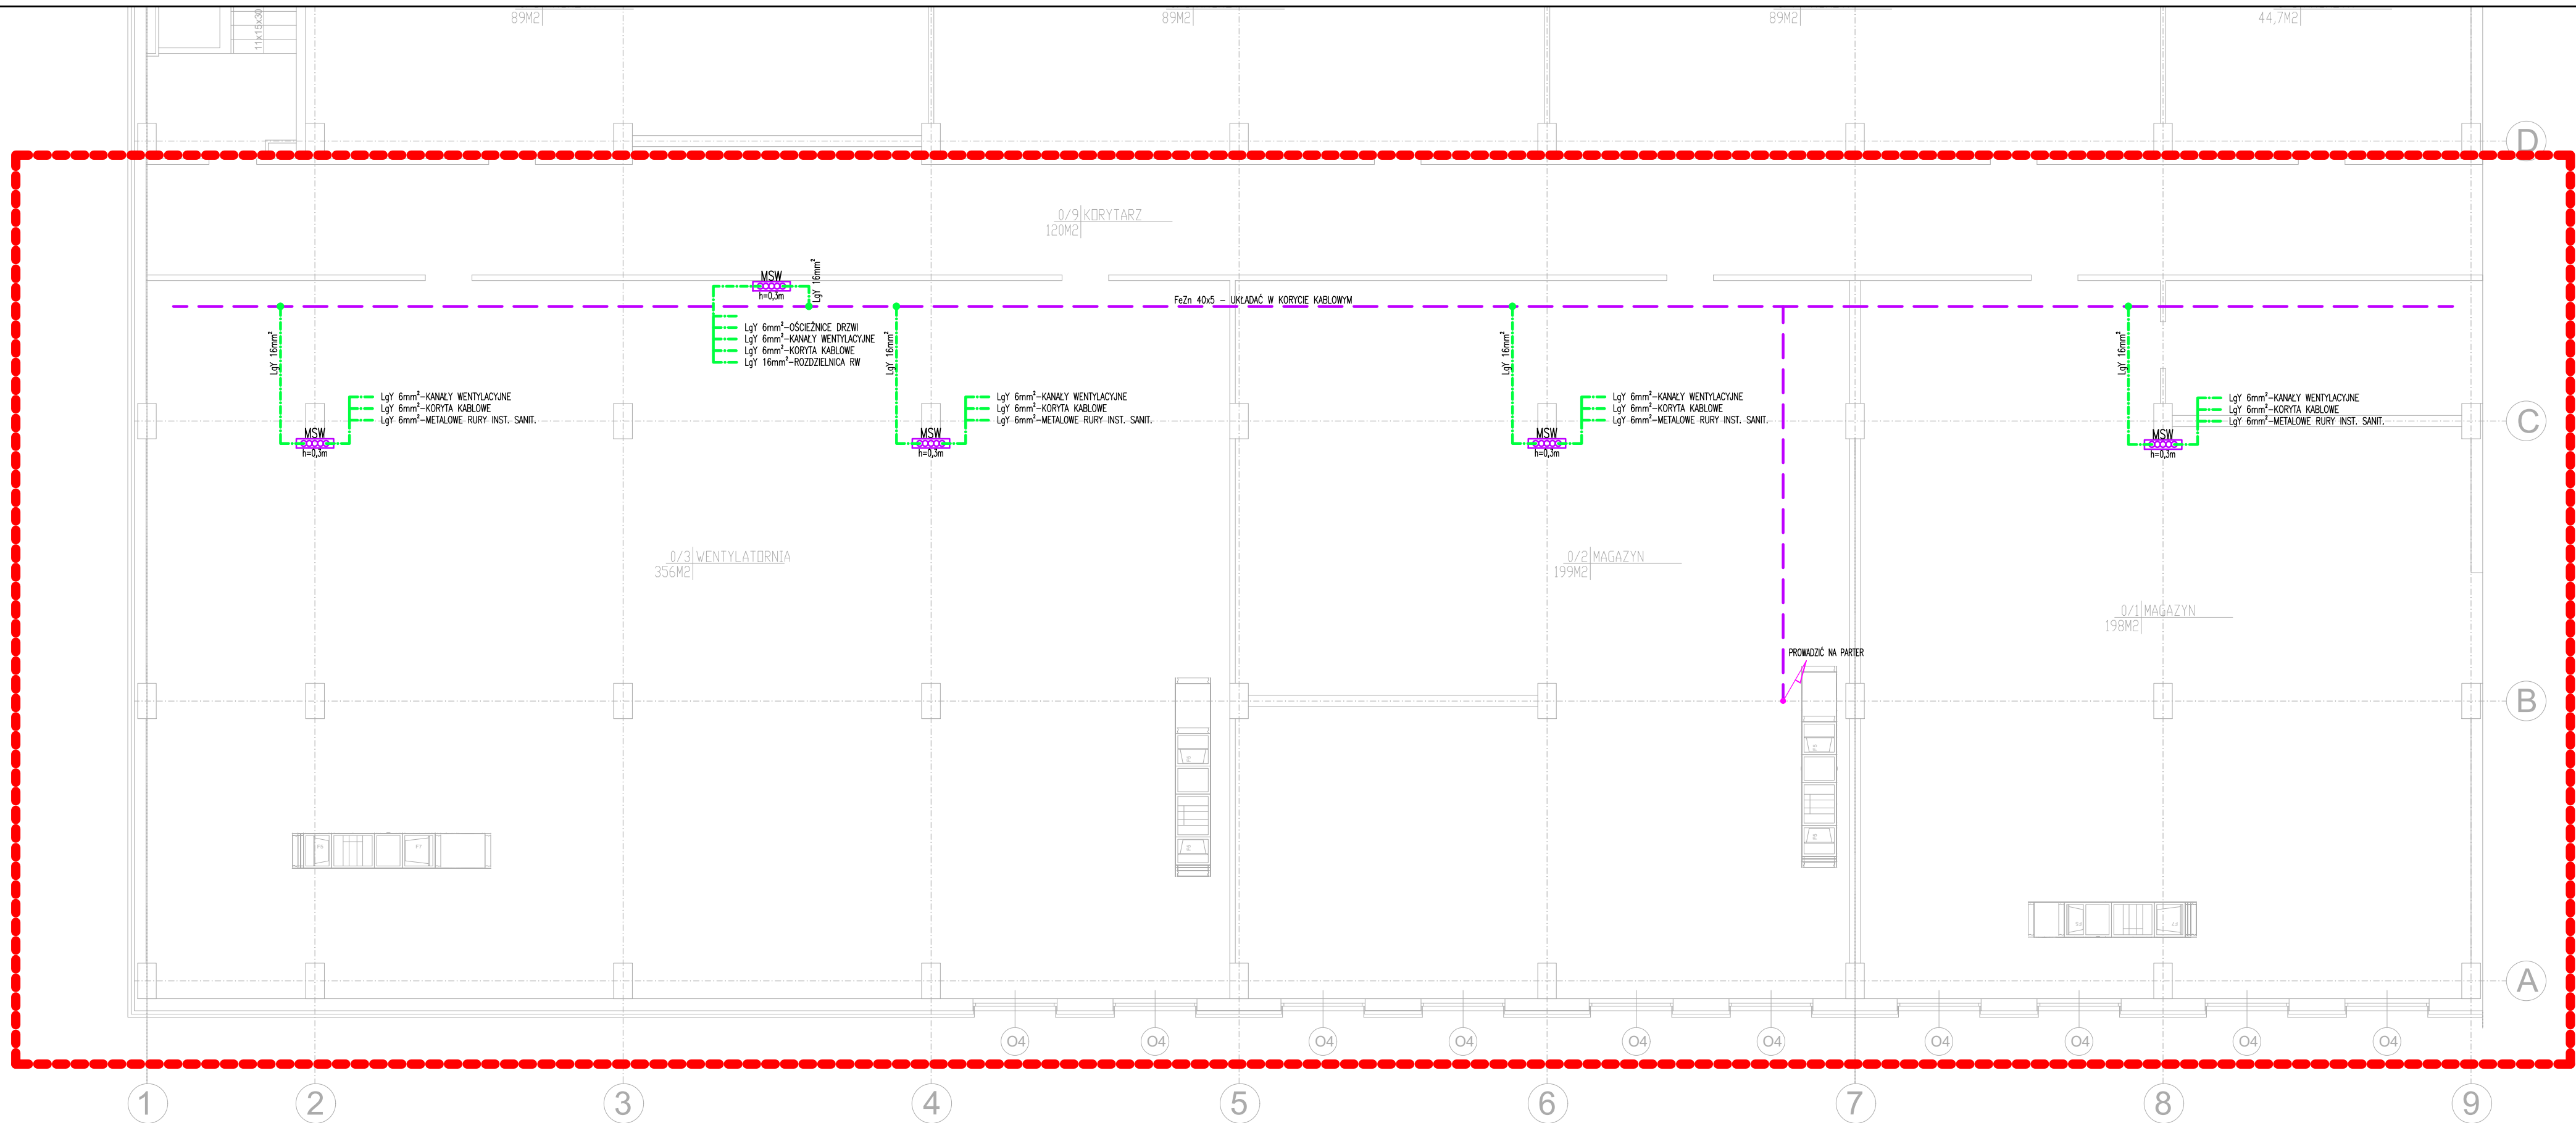 11x15x30
89M2
89M2
89M2
44,7M2
D
0/9 KORYTARZ
120M2
MSW
h=0,3m
LgY 16mm²
FeZn 40x5 – UKŁADAĆ W KORYCIE KABLOWYM
LgY 6mm²-OŚCIEŻNICE DRZWI
LgY 6mm²-KANAŁY WENTYLACYJNE
LgY 6mm²-KORYTA KABLOWE
LgY 16mm²-ROZDZIELNICA RW
LgY 16mm²
LgY 16mm²
LgY 16mm²
LgY 16mm²
LgY 6mm²-KANAŁY WENTYLACYJNE
LgY 6mm²-KORYTA KABLOWE
LgY 6mm²-METALOWE RURY INST. SANIT.
MSW
h=0,3m
LgY 6mm²-KANAŁY WENTYLACYJNE
LgY 6mm²-KORYTA KABLOWE
LgY 6mm²-METALOWE RURY INST. SANIT.
MSW
h=0,3m
LgY 6mm²-KANAŁY WENTYLACYJNE
LgY 6mm²-KORYTA KABLOWE
LgY 6mm²-METALOWE RURY INST. SANIT.
MSW
h=0,3m
LgY 6mm²-KANAŁY WENTYLACYJNE
LgY 6mm²-KORYTA KABLOWE
LgY 6mm²-METALOWE RURY INST. SANIT.
MSW
h=0,3m
C
0/3 WENTYLATORNIA
356M2
0/2 MAGAZYN
199M2
0/1 MAGAZYN
198M2
PROWADZIĆ NA PARTER
B
A
O4
O4
O4
O4
O4
O4
O4
O4
O4
O4
1
2
3
4
5
6
7
8
9